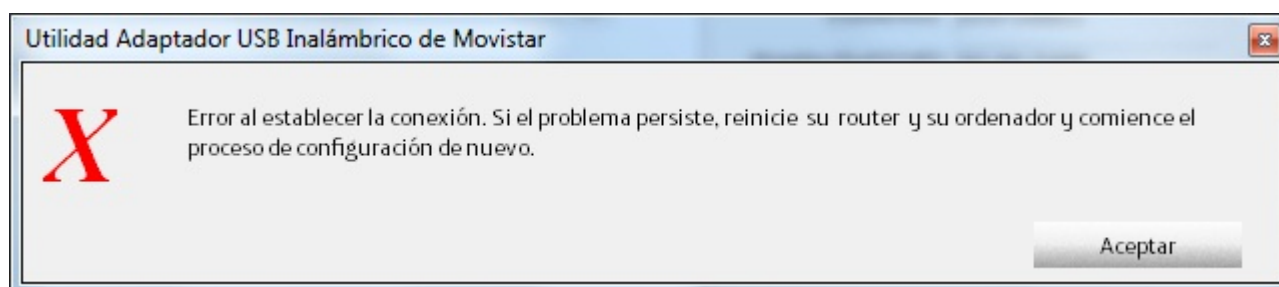 Utilidad Adaptador USB Inalámbrico de Movistar
Error al establecer la conexión. Si el problema persiste, reinicie su router y su ordenador y comience el
proceso de configuración de nuevo.
Aceptar